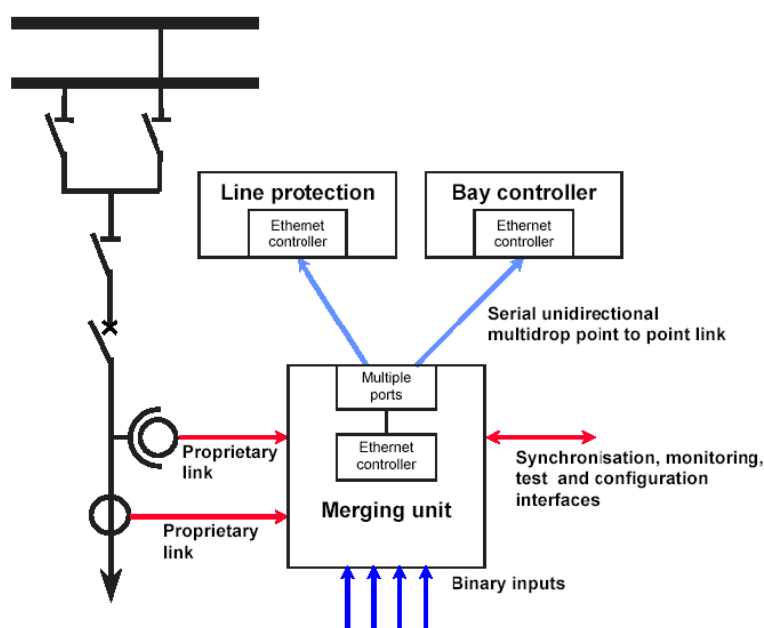 Line protection
Ethernet
controller
Bay controller
Ethernet
controller
Serial unidirectional
multidrop point to point link
Multiple
ports
Ethernet
controller
Merging unit
Proprietary
link
Proprietary
link
Synchronisation, monitoring,
test and configuration
interfaces
Binary inputs